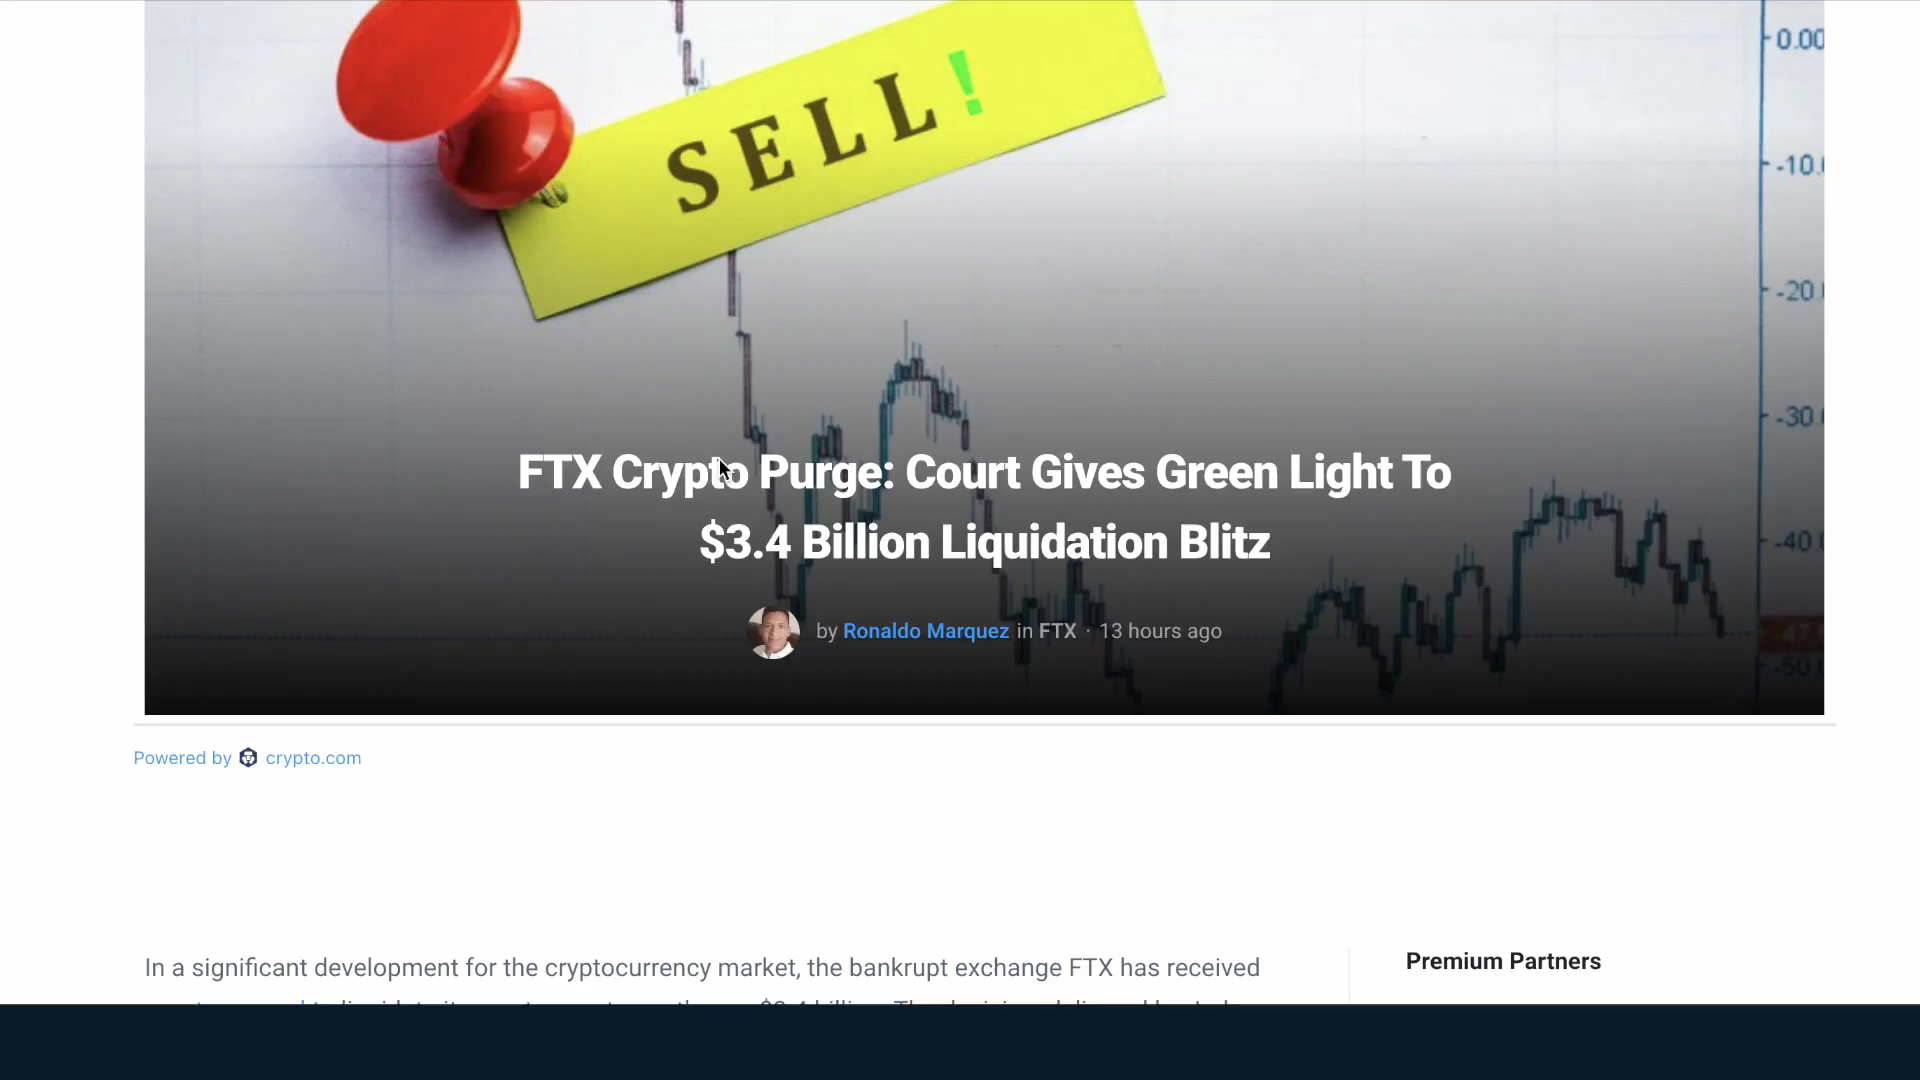 0.00
SELL!
-10.
-20.
-30
FTX Crypto Purge: Court Gives Green Light To
$3.4 Billion Liquidation Blitz
-40.
by Ronaldo Marquez in FTX · 13 hours ago
-47
-50
Powered by crypto.com
In a significant development for the cryptocurrency market, the bankrupt exchange FTX has received
Premium Partners